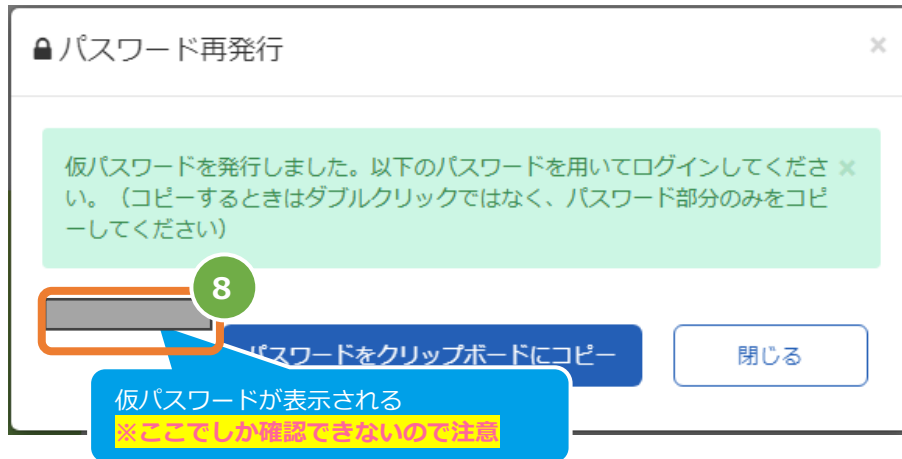 パスワード再発行
×
仮パスワードを発行しました。以下のパスワードを用いてログインしてくださ ×
い。（コピーするときはダブルクリックではなく、パスワード部分のみをコピ
ーしてください）
8
パスワードをクリップボードにコピー
閉じる
仮パスワードが表示される
※ここでしか確認できないので注意